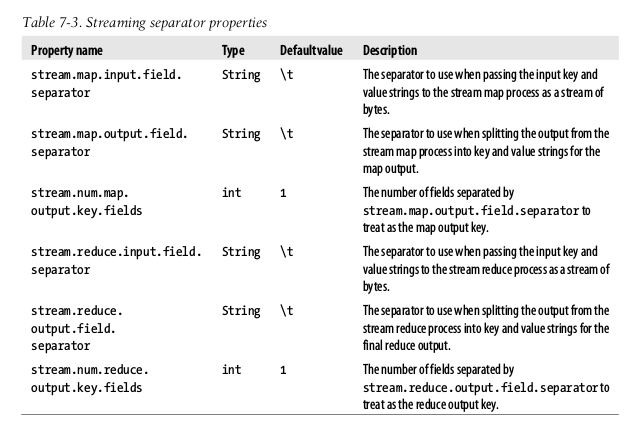 Table 7-3. Streaming separator properties
Property name Type Default value Description
stream.map.input.field. String \t The separator to use when passing the input key and
separator value strings to the stream map process as a stream of
bytes.
stream.map.output.field. String \t The separator to use when splitting the output from the
separator stream map process into key and value strings for the
map output.
stream.num.map. int 1 The number of fields separated by
output.key.fields stream.map.output.field.separator to
treat as the map output key.
stream.reduce.input.field. String \t The separator to use when passing the input key and
separator value strings to the stream reduce process as a stream of
bytes.
stream.reduce. String \t The separator to use when splitting the output from the
output.field. stream reduce process into key and value strings for the
separator final reduce output.
stream.num.reduce. int 1 The number of fields separated by
output.key.fields stream.reduce.output.field.separator to
treat as the reduce output key.